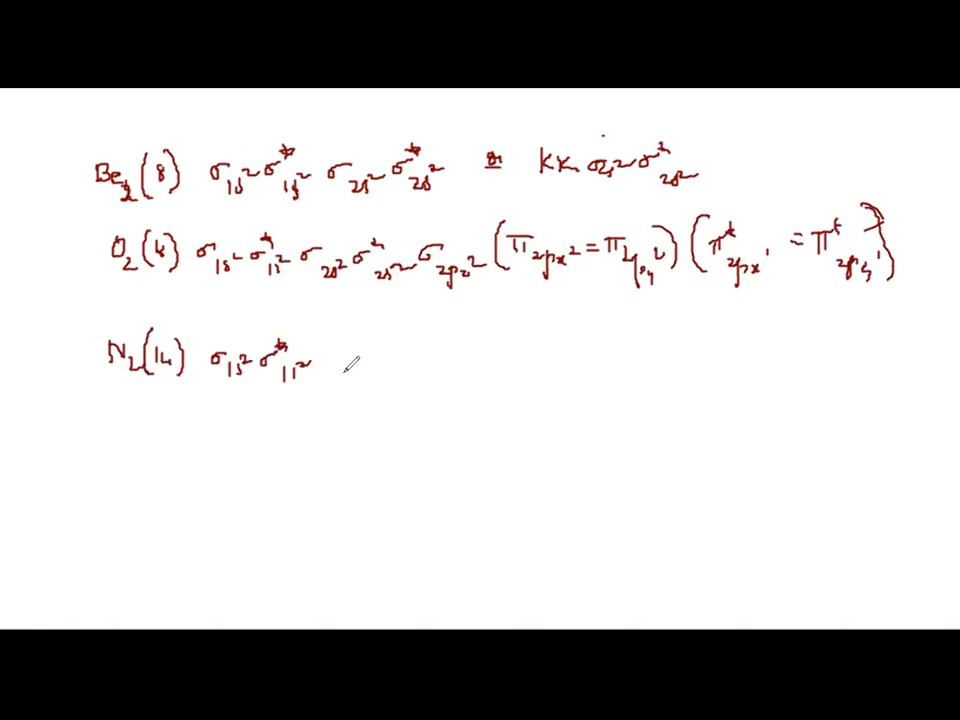 Be₂(8) σ1s² σ*1s² σ2s² σ*2s² or KK σ2s² σ*2s²
O₂(16) σ1s² σ*1s² σ2s² σ*2s² σ2pz² (π2px² = π2py²) (π*2px¹ = π*2py¹)
N₂(14) σ1s² σ*1s²